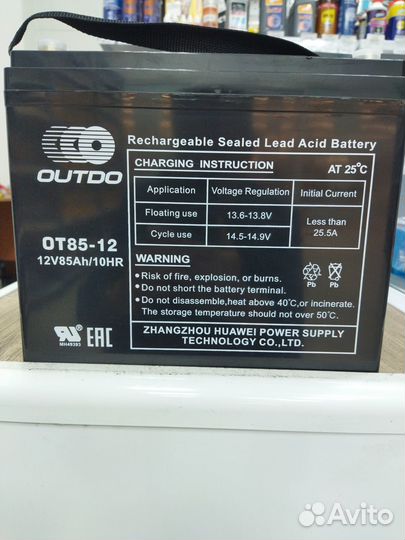 OUTDO
OT85-12
12V85Ah/10HR
Rechargeable Sealed Lead Acid Battery
CHARGING INSTRUCTION AT 25°C
Application Voltage Regulation Initial Current
Floating use 13.6-13.8V Less than 25.5A
Cycle use 14.5-14.9V
WARNING
• Risk of fire, explosion, or burns.
• Do not short the battery terminal.
• Do not disassemble,heat above 40°C, or incinerate.
The storage temperature should not over 50°C.
Pb Pb
ZHANGZHOU HUAWEI POWER SUPPLY
TECHNOLOGY CO.,LTD.
MH49393
EAC
Avito